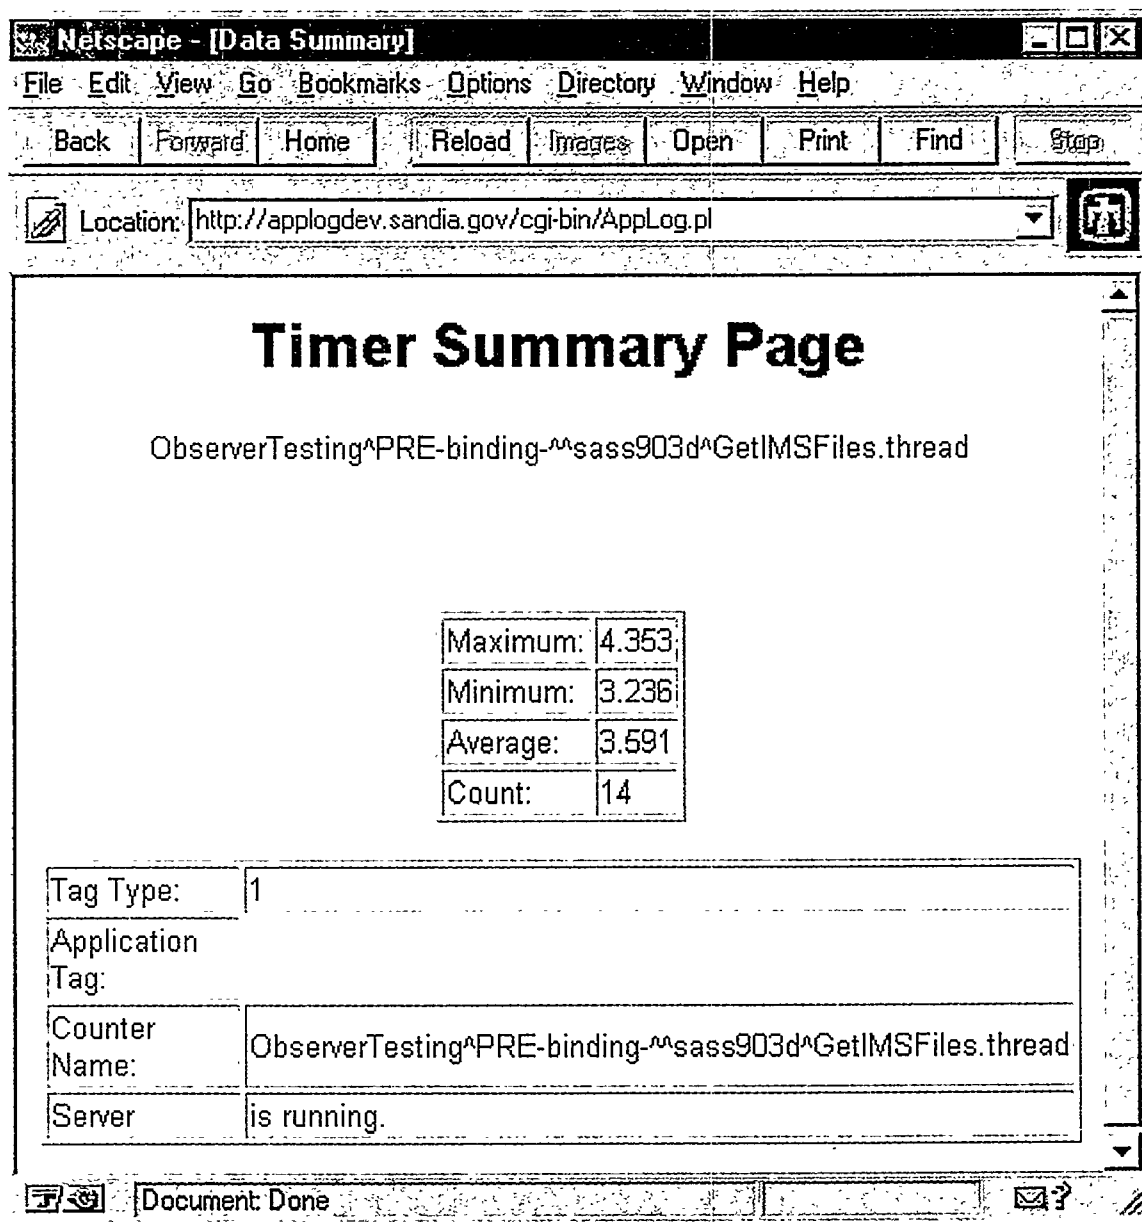 Netscape - [Data Summary]
File Edit View Go Bookmarks Options Directory Window Help
Back Forward Home Reload Images Open Print Find Stop
Location: http://applogdev.sandia.gov/cgi-bin/AppLog.pl
Timer Summary Page
ObserverTesting^PRE-binding-^^sass903d^GetIMSFiles.thread
Maximum: 4.353
Minimum: 3.236
Average: 3.591
Count: 14
Tag Type: 1
Application
Tag:
Counter
Name:
ObserverTesting^PRE-binding-^^sass903d^GetIMSFiles.thread
Server is running.
Document: Done